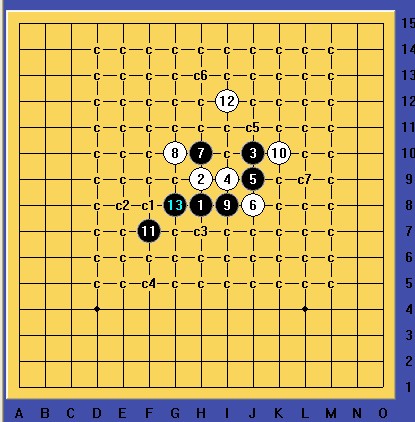 15
c c c c c c c c c c 14
c c c c c6 c c c c c 13
c c c c c 12 c c c c 12
c c c c c c c5 c c c 11
c c c 8 7 c 3 10 c c 10
c c c c 2 4 5 c c7 c 9
c c2 c1 13 1 9 6 c c c 8
c c 11 c c3 c c c c c 7
c c c c c c c c c c 6
c c c4 c c c c c c c 5
4
3
2
1
A B C D E F G H I J K L M N O